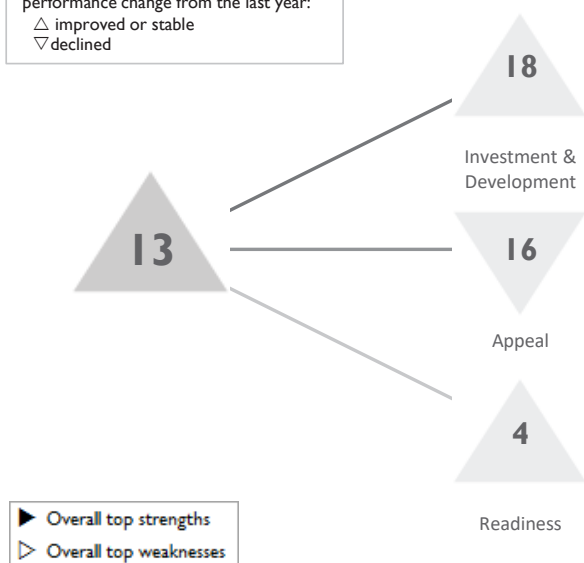 performance change from the last year:
△ improved or stable
▽ declined
18
Investment &
Development
13
16
Appeal
4
Readiness
▶ Overall top strengths
▷ Overall top weaknesses